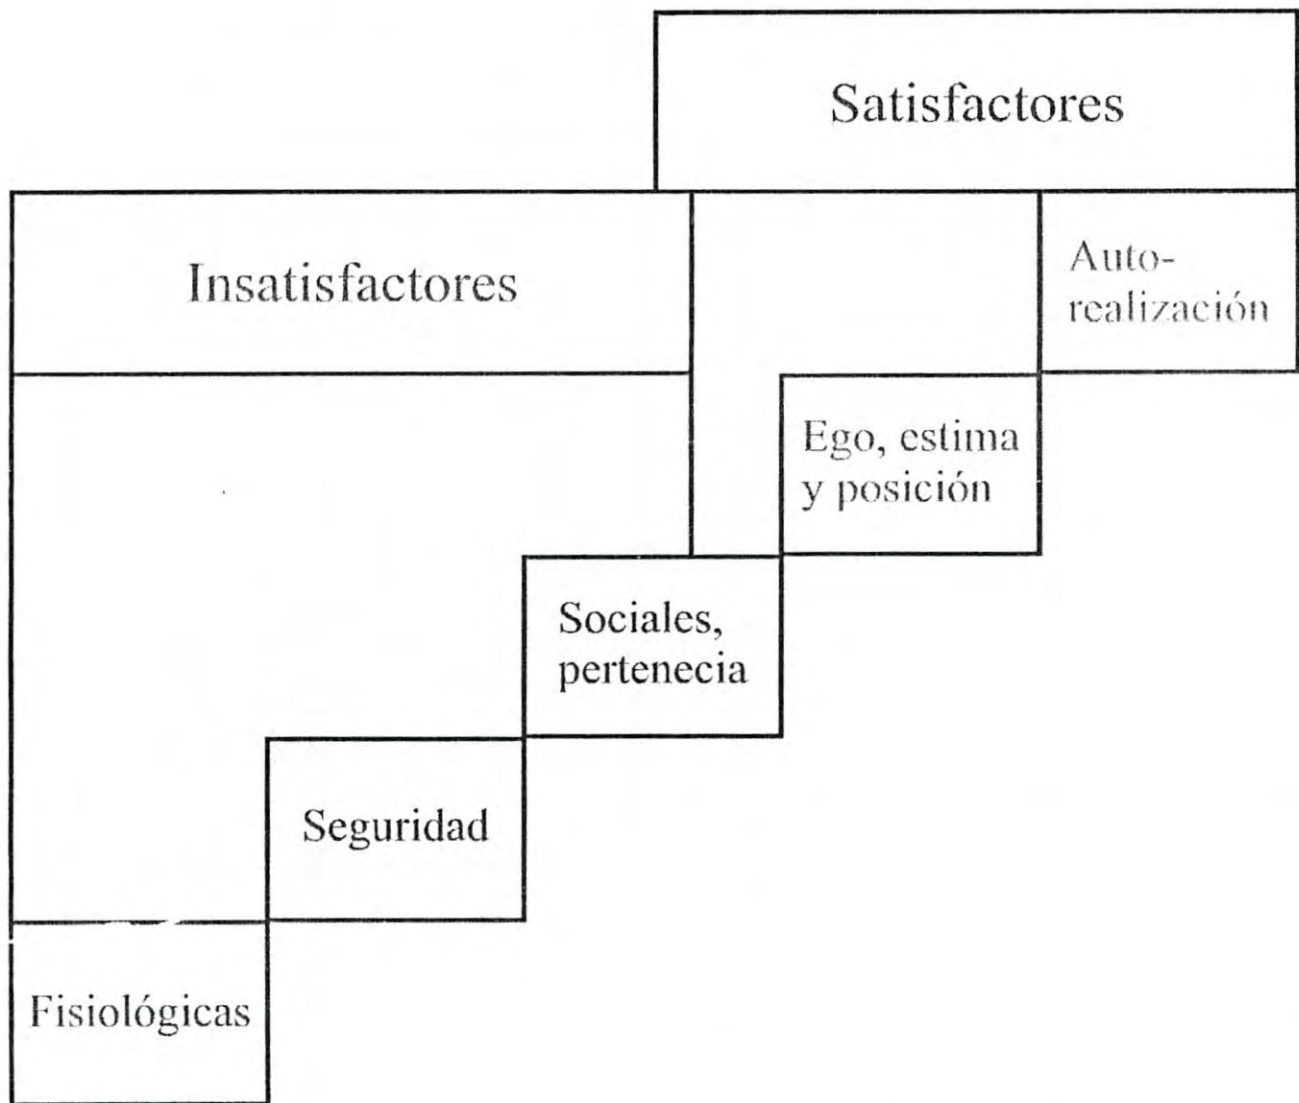 Satisfactores
Insatisfactores
Auto-
realización
Ego, estima
y posición
Sociales,
pertenecia
Seguridad
Fisiológicas